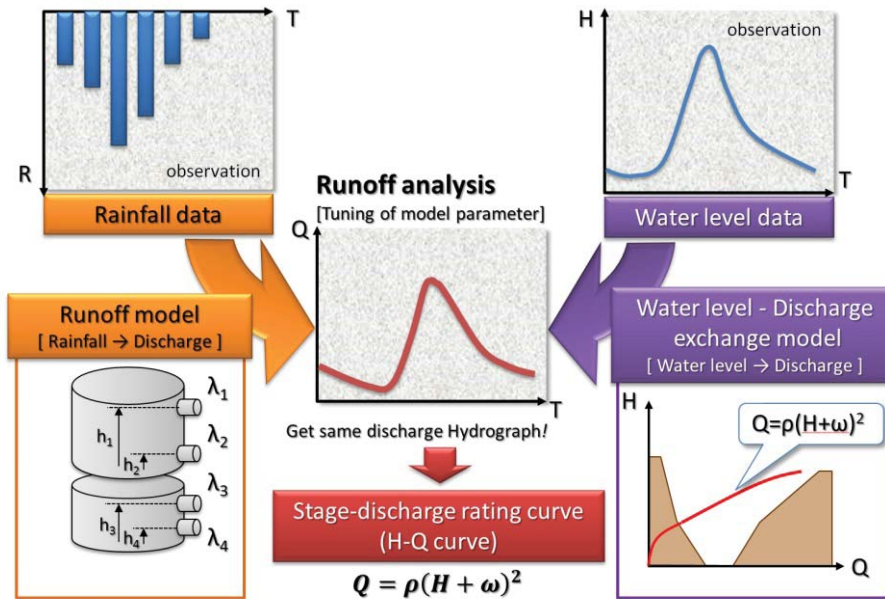 T
R
observation
Rainfall data
H
observation
T
Water level data
Runoff analysis
[Tuning of model parameter]
Q
T
Get same discharge Hydrograph!
Runoff model
[ Rainfall → Discharge ]
λ1
λ2
λ3
λ4
h1
h2
h3
h4
Water level - Discharge
exchange model
[ Water level → Discharge ]
H
Q=ρ(H+ω)²
Q
Stage-discharge rating curve
(H-Q curve)
Q = ρ(H + ω)²